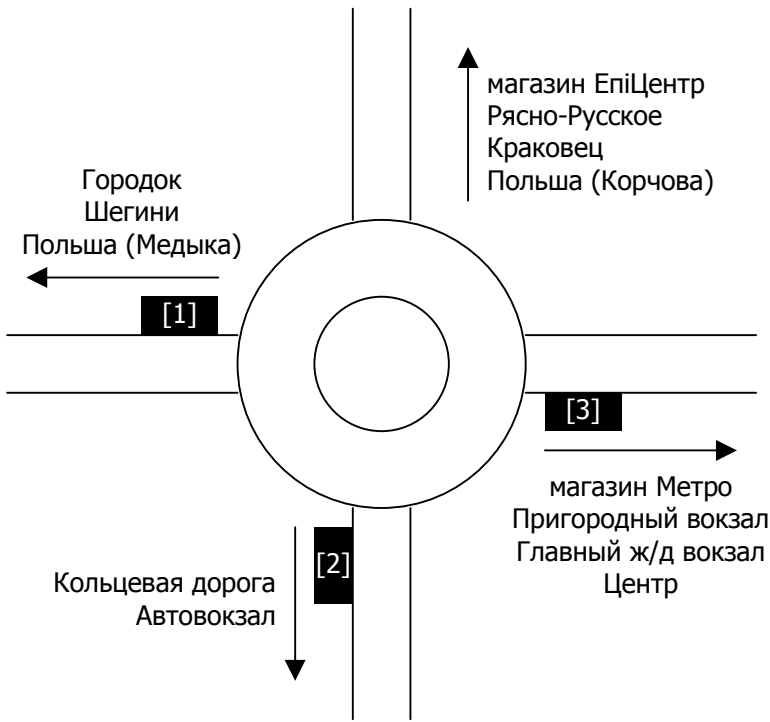 магазин ЕпіЦентр
Рясно-Русское
Краковец
Польша (Корчова)
Городок
Шегини
Польша (Медыка)
[1]
[3]
магазин Метро
Пригородный вокзал
Главный ж/д вокзал
Центр
[2]
Кольцевая дорога
Автовокзал